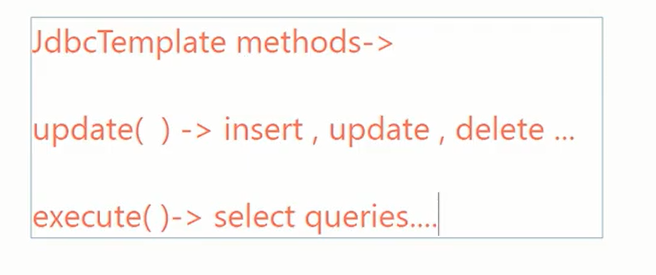 JdbcTemplate methods->
update(  ) -> insert , update , delete ...
execute( )-> select queries....